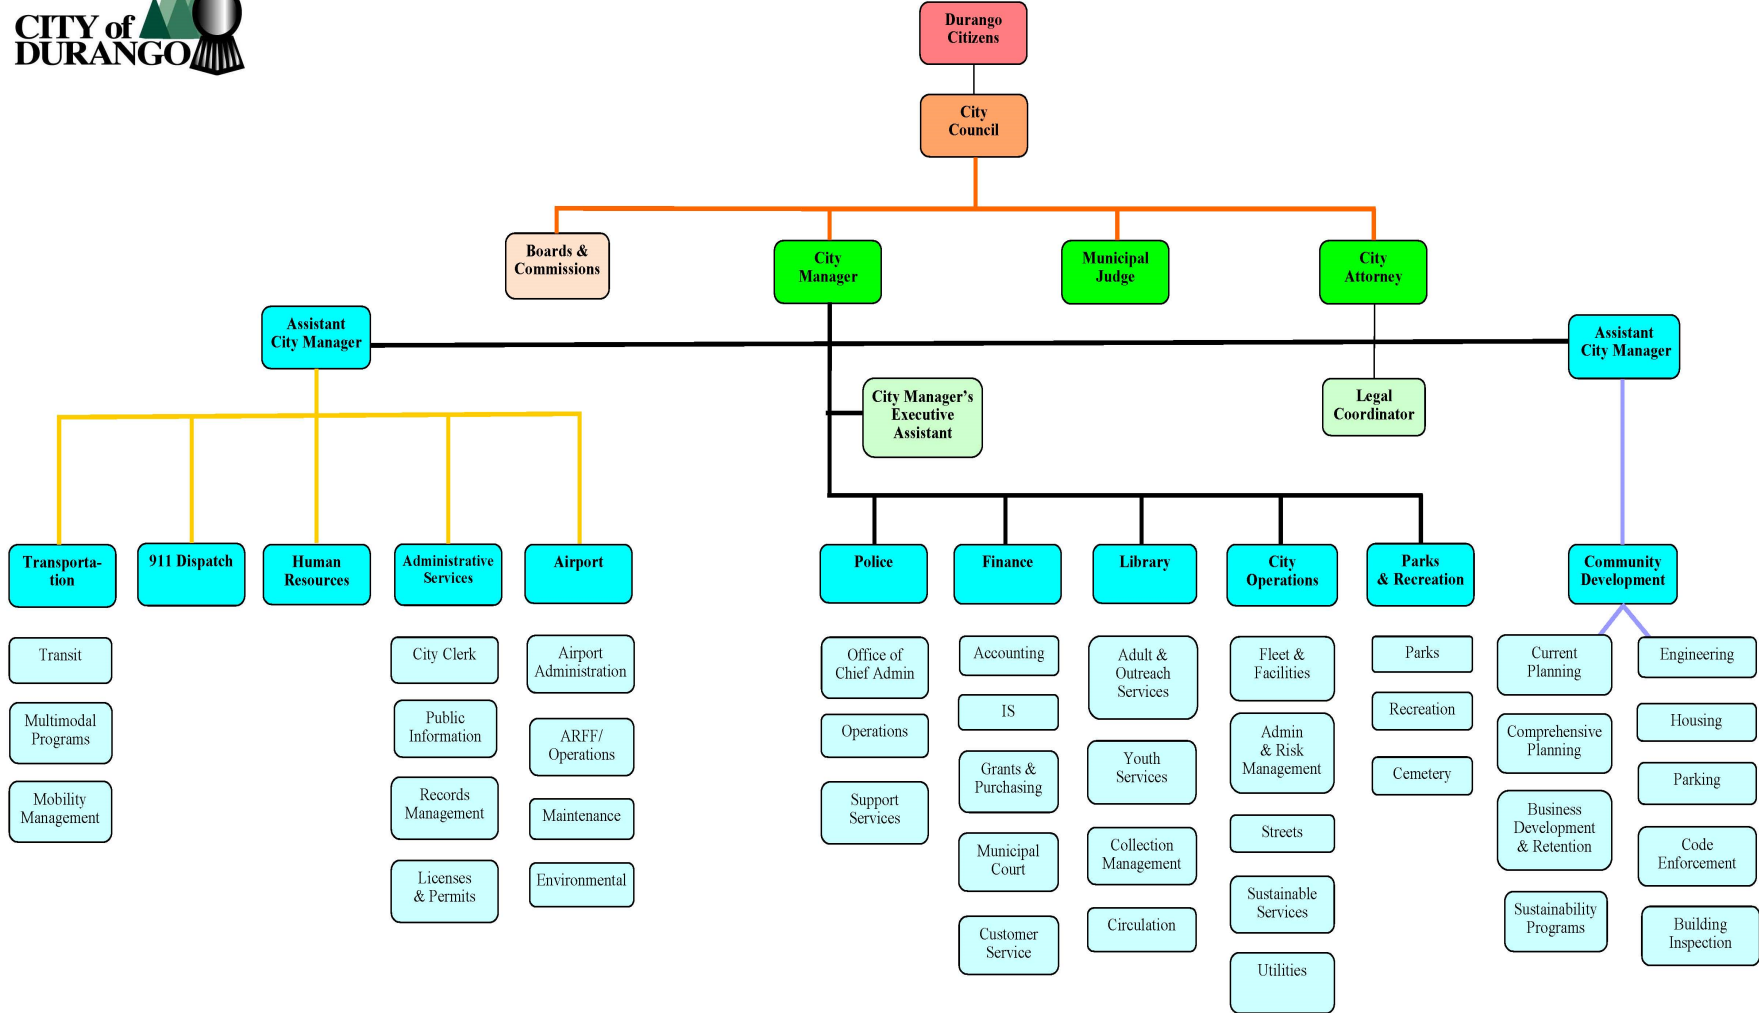 CITY of
DURANGO
Durango
Citizens
City
Council
Boards &
Commissions
City
Manager
Municipal
Judge
City
Attorney
Assistant
City Manager
Assistant
City Manager
City Manager’s
Executive
Assistant
Legal
Coordinator
Transporta-
tion
911 Dispatch
Human
Resources
Administrative
Services
Airport
Police
Finance
Library
City
Operations
Parks
& Recreation
Community
Development
Transit
Multimodal
Programs
Mobility
Management
City Clerk
Public
Information
Records
Management
Licenses
& Permits
Airport
Administration
ARFF/
Operations
Maintenance
Environmental
Office of
Chief Admin
Operations
Support
Services
Accounting
IS
Grants &
Purchasing
Municipal
Court
Customer
Service
Adult &
Outreach
Services
Youth
Services
Collection
Management
Circulation
Fleet &
Facilities
Admin
& Risk
Management
Streets
Sustainable
Services
Utilities
Parks
Recreation
Cemetery
Current
Planning
Comprehensive
Planning
Business
Development
& Retention
Sustainability
Programs
Engineering
Housing
Parking
Code
Enforcement
Building
Inspection